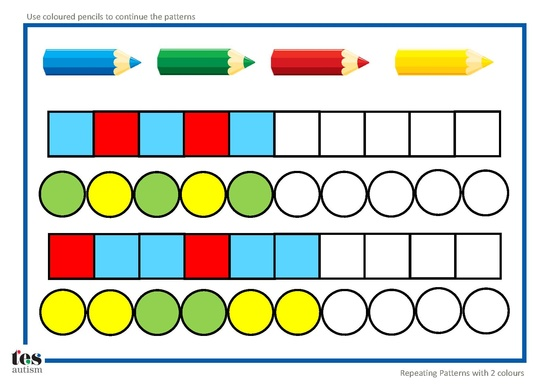 Use coloured pencils to continue the patterns
tes
autism
Repeating Patterns with 2 colours